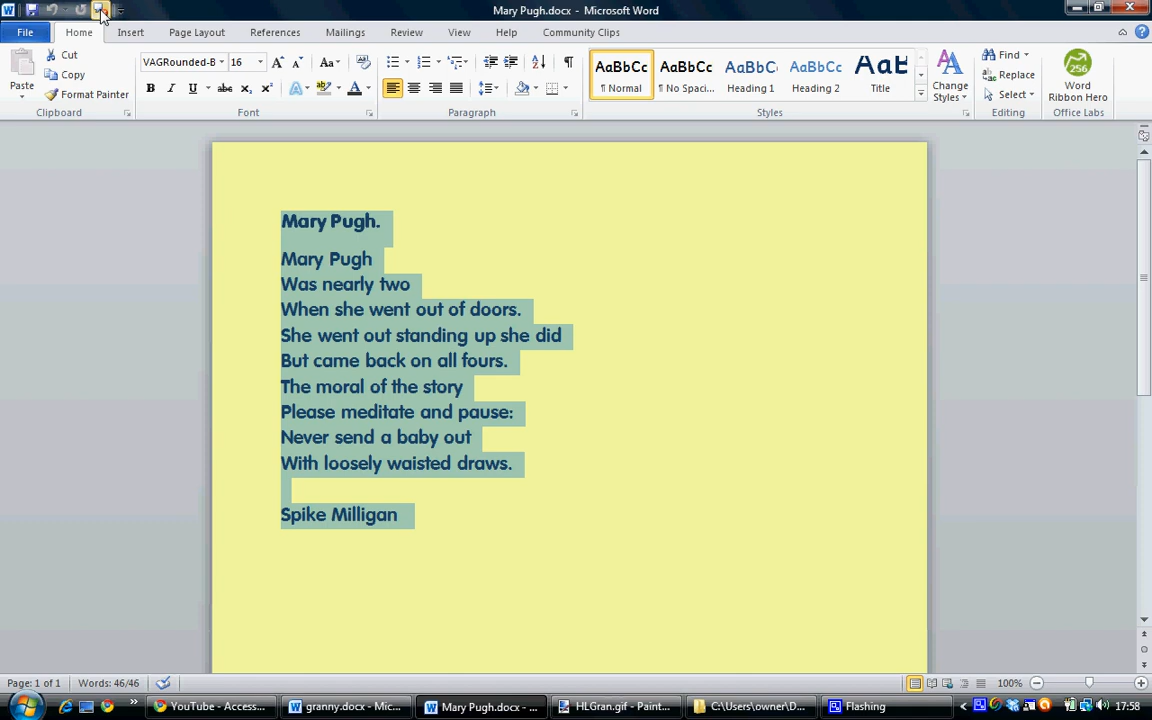 Mary Pugh.docx - Microsoft Word
File Home Insert Page Layout References Mailings Review View Help Community Clips
Cut
Copy
Format Painter
Paste
Clipboard
VAGRounded-B 16
Font
Paragraph
AaBbCc AaBbCc AaBbC AaBbCc AaB
¶ Normal ¶ No Spaci... Heading 1 Heading 2 Title
Change Styles
Styles
Find
Replace
Select
Editing
256
Word Ribbon Hero
Office Labs
Mary Pugh.
Mary Pugh
Was nearly two
When she went out of doors.
She went out standing up she did
But came back on all fours.
The moral of the story
Please meditate and pause:
Never send a baby out
With loosely waisted draws.
Spike Milligan
Page: 1 of 1 Words: 46/46 100%
YouTube - Access... granny.docx - Mic... Mary Pugh.docx - ... HLGran.gif - Paint... C:\Users\owner\D... Flashing 17:58